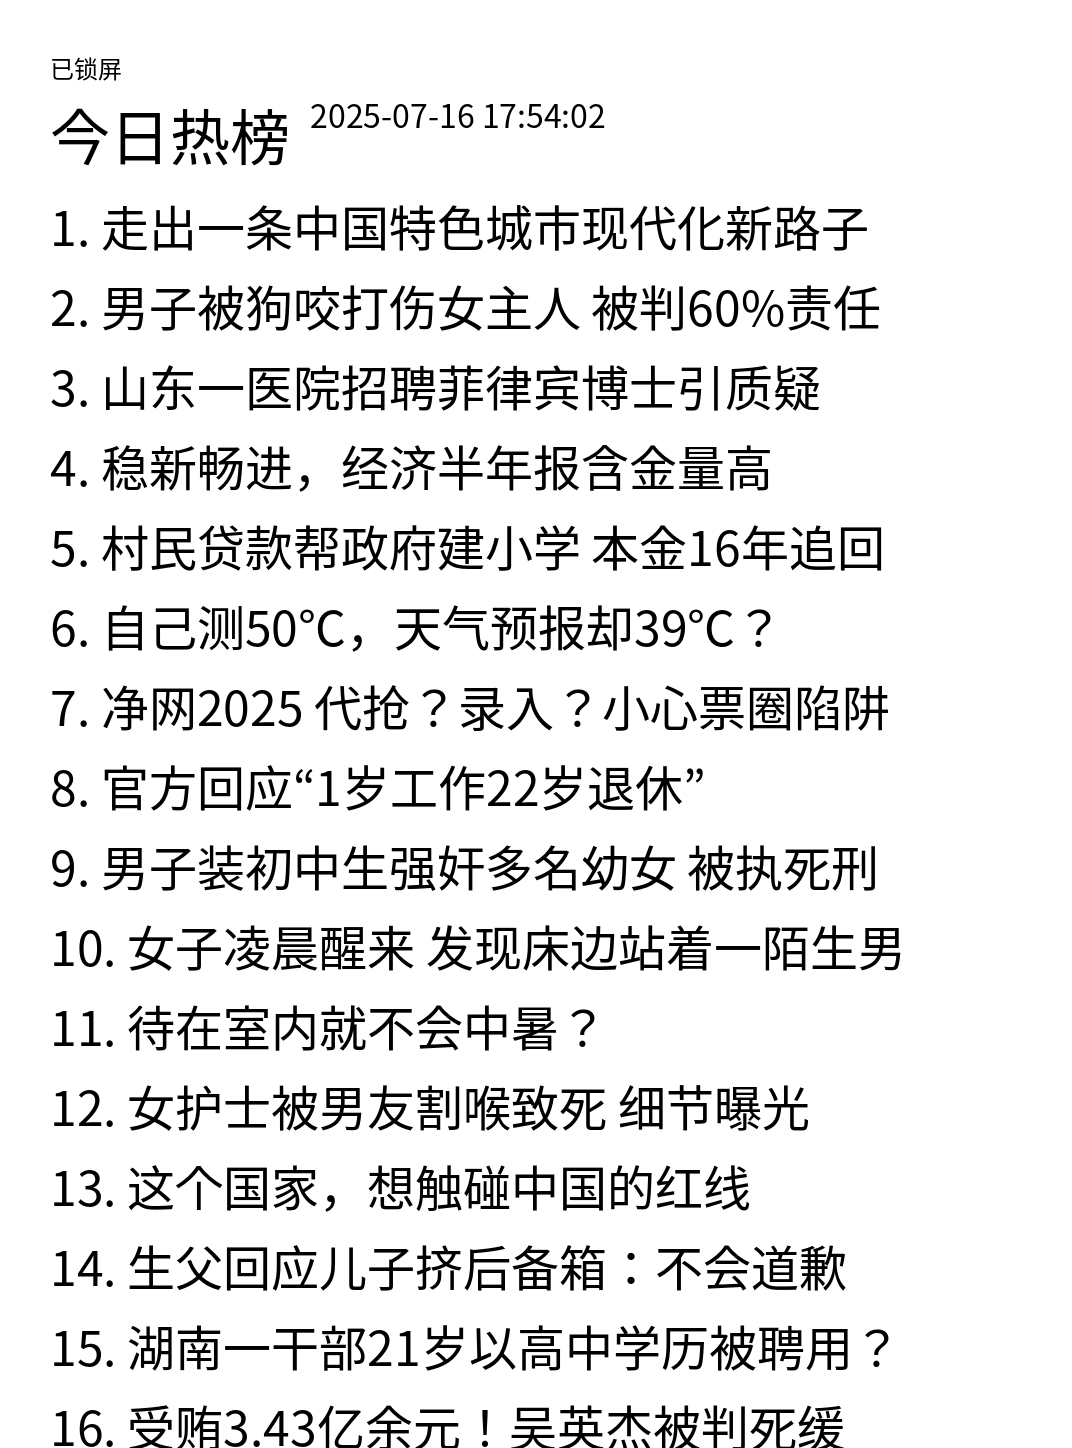 已锁屏
今日热榜 2025-07-16 17:54:02
1. 走出一条中国特色城市现代化新路子
2. 男子被狗咬打伤女主人 被判60%责任
3. 山东一医院招聘菲律宾博士引质疑
4. 稳新畅进，经济半年报含金量高
5. 村民贷款帮政府建小学 本金16年追回
6. 自己测50℃，天气预报却39℃？
7. 净网2025 代抢？录入？小心票圈陷阱
8. 官方回应“1岁工作22岁退休”
9. 男子装初中生强奸多名幼女 被执死刑
10. 女子凌晨醒来 发现床边站着一陌生男
11. 待在室内就不会中暑？
12. 女护士被男友割喉致死 细节曝光
13. 这个国家，想触碰中国的红线
14. 生父回应儿子挤后备箱：不会道歉
15. 湖南一干部21岁以高中学历被聘用？
16. 受贿3.43亿余元！吴英杰被判死缓